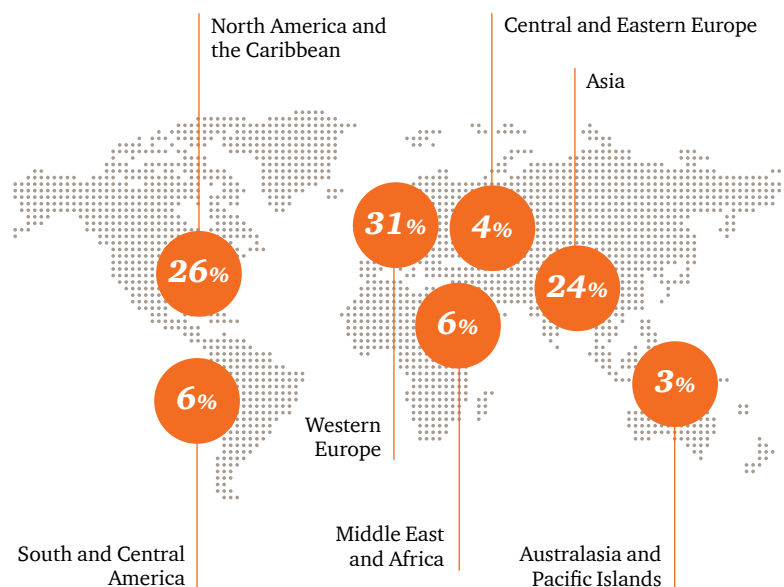 North America and
the Caribbean
Central and Eastern Europe
Asia
31%
4%
26%
24%
6%
3%
6%
Western
Europe
South and Central
America
Middle East
and Africa
Australasia and
Pacific Islands